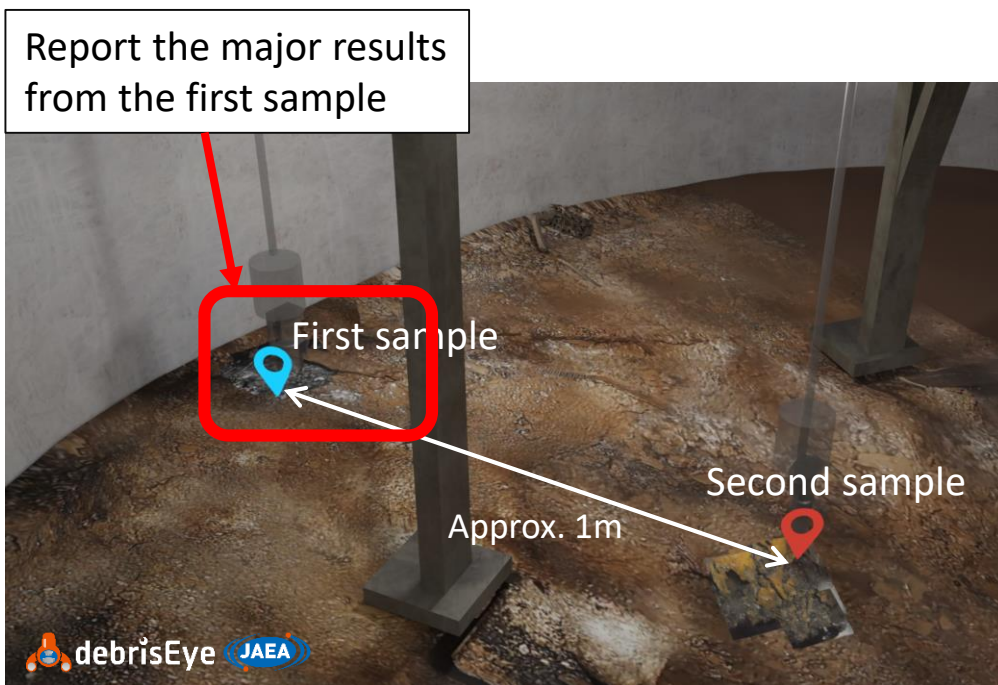 Report the major results
from the first sample
First sample
Second sample
Approx. 1m
debrisEye JAEA